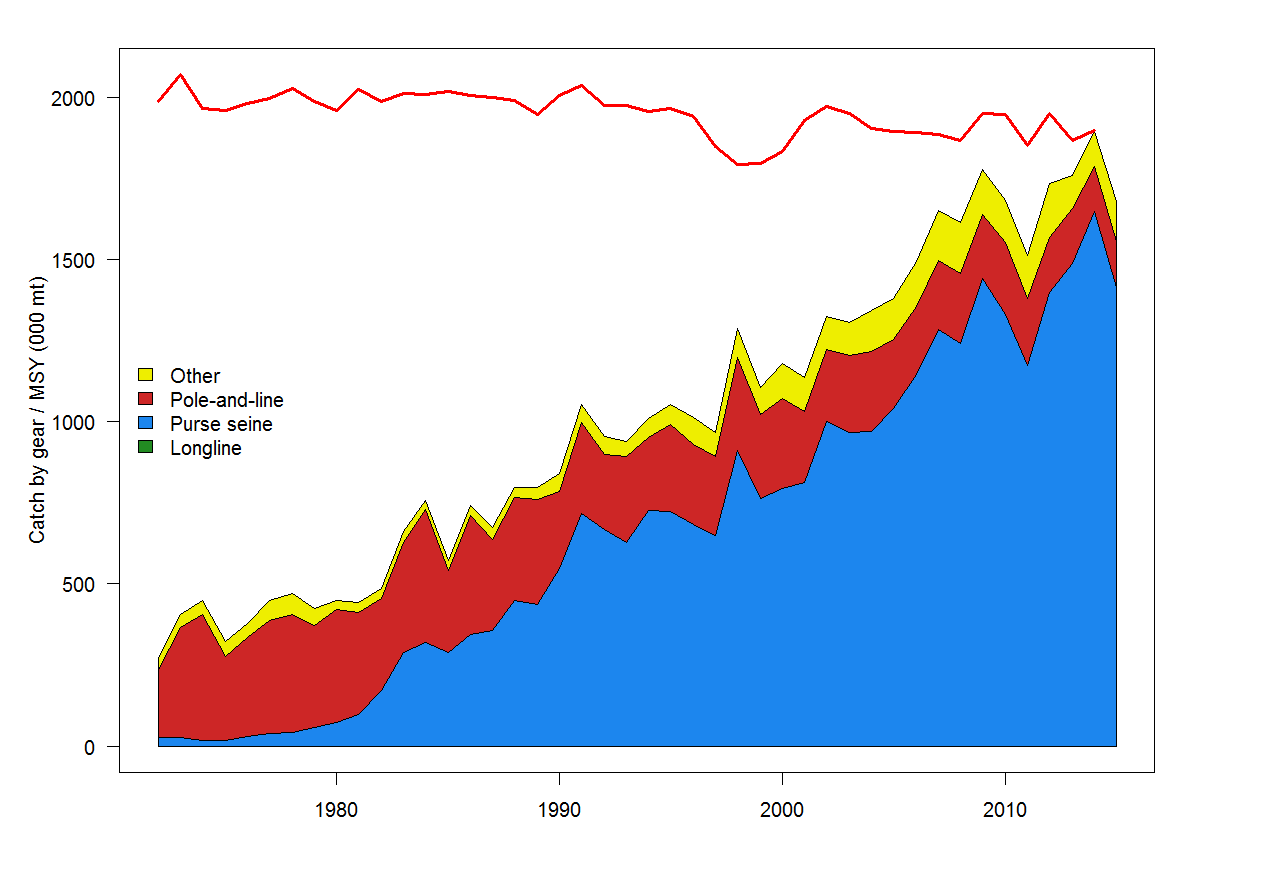 Catch by gear / MSY (000 mt)
2000
1500
1000
500
0
Other
Pole-and-line
Purse seine
Longline
1980 1990 2000 2010